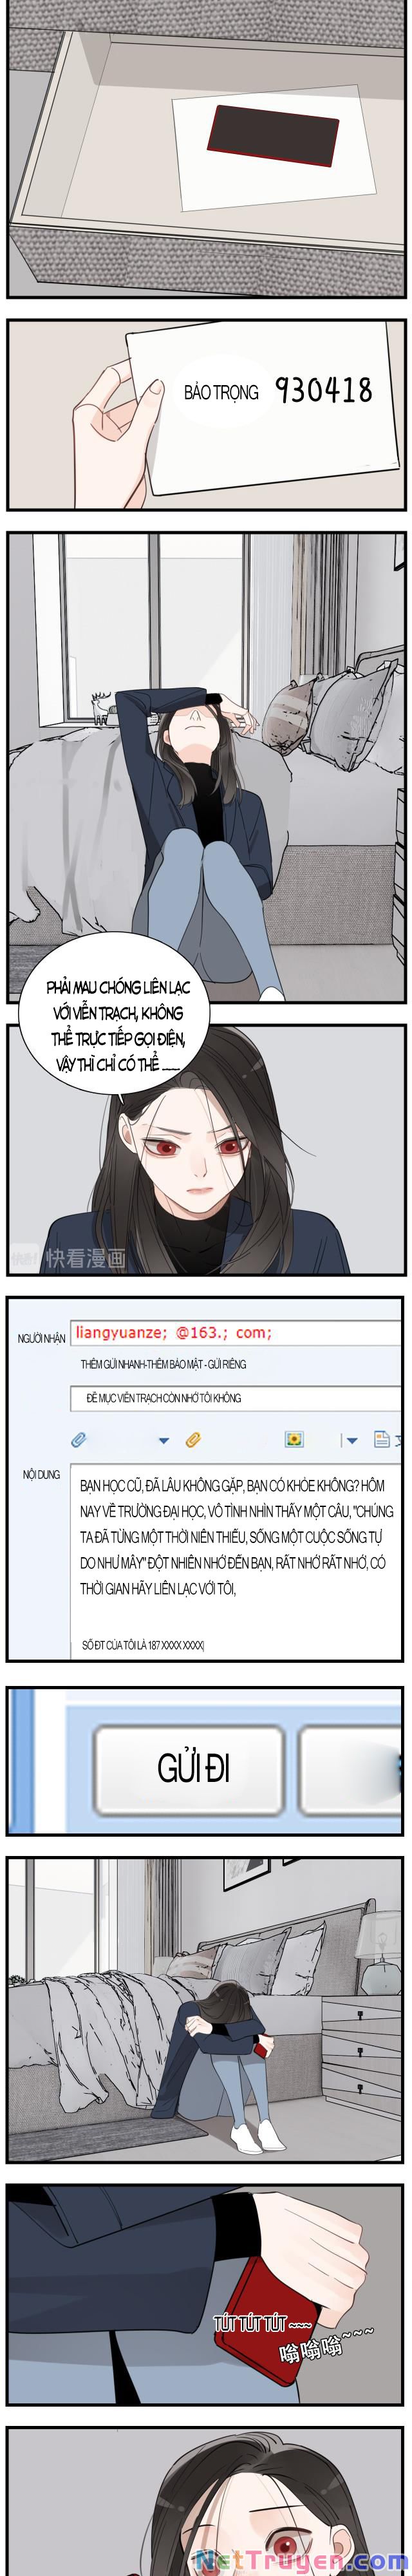 BẢO TRỌNG 930418
PHẢI MAU CHÓNG LIÊN LẠC
VỚI VIỄN TRẠCH, KHÔNG
THỂ TRỰC TIẾP GỌI ĐIỆN,
VẬY THÌ CHỈ CÓ THỂ ........
快看漫画
NGƯỜI NHẬN liangyuanze; @163.; com;
THÊM GỬI NHANH-THÊM BẢO MẬT - GỬI RIÊNG
ĐỀ MỤC VIỄN TRẠCH CÒN NHỚ TÔI KHÔNG
NỘI DUNG
BẠN HỌC CŨ, ĐÃ LÂU KHÔNG GẶP, BẠN CÓ KHỎE KHÔNG? HÔM
NAY VỀ TRƯỜNG ĐẠI HỌC, VÔ TÌNH NHÌN THẤY MỘT CÂU, "CHÚNG
TA ĐÃ TỪNG MỘT THỜI NIÊN THIẾU, SỐNG MỘT CUỘC SỐNG TỰ
DO NHƯ MÂY" ĐỘT NHIÊN NHỚ ĐẾN BẠN, RẤT NHỚ RẤT NHỚ, CÓ
THỜI GIAN HÃY LIÊN LẠC VỚI TÔI,
SỐ ĐT CỦA TÔI LÀ 187 XXXX XXXX
GỬI ĐI
TÚT TÚT TÚT ~~~
嗡嗡嗡~~~
NetTruyen.com